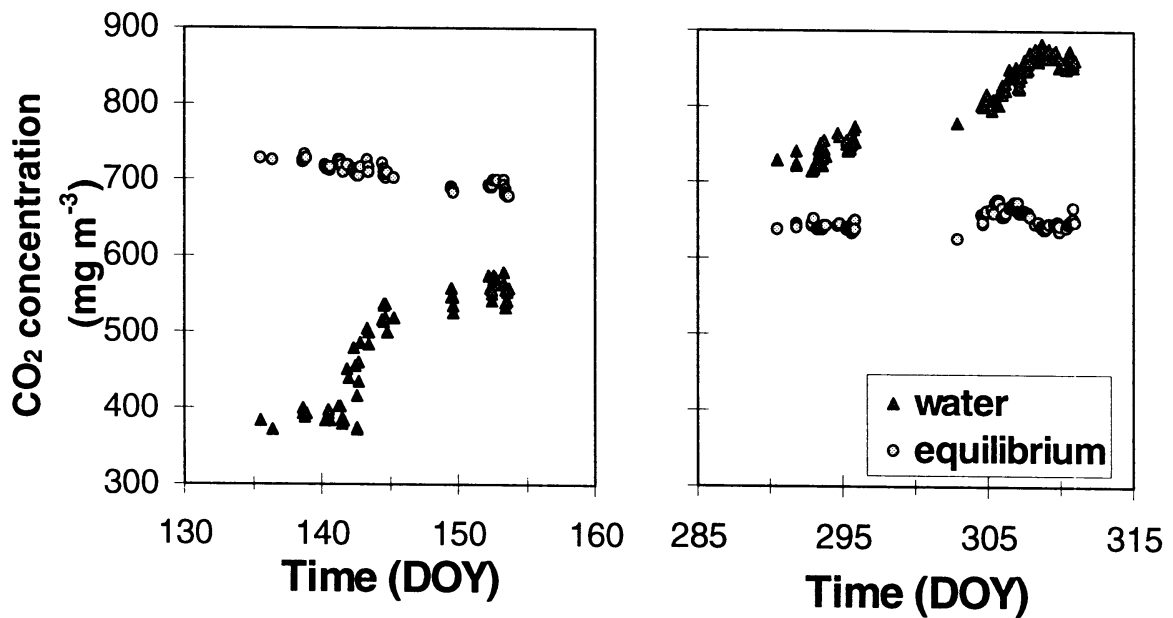 CO₂ concentration
(mg m⁻³)
900
800
700
600
500
400
300
130 140 150 160
Time (DOY)
285 295 305 315
Time (DOY)
water
equilibrium